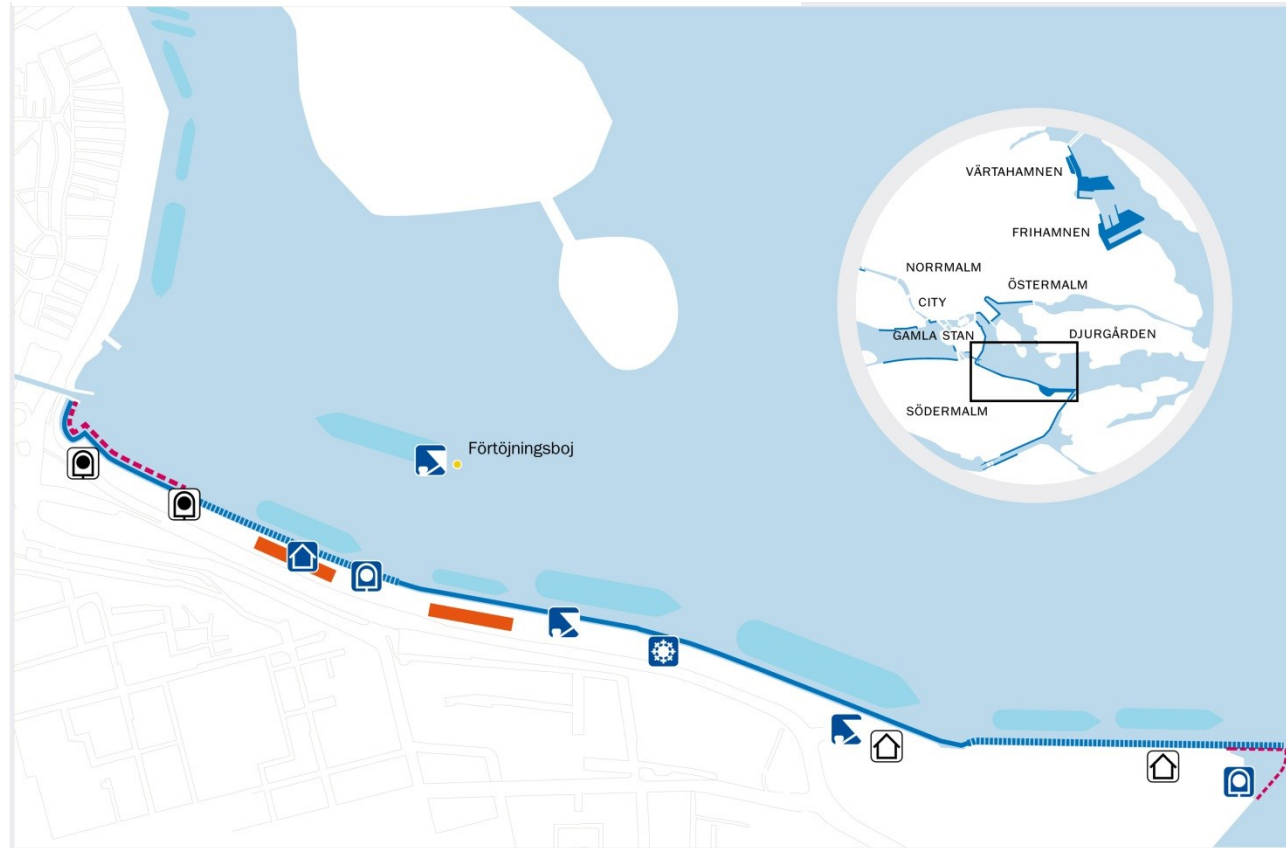 VÄRTAHAMNEN
FRIHAMNEN
NORRMALM
ÖSTERMALM
CITY
GAMLA STAN
DJURGÅRDEN
SÖDERMALM
Förtöjningsboj